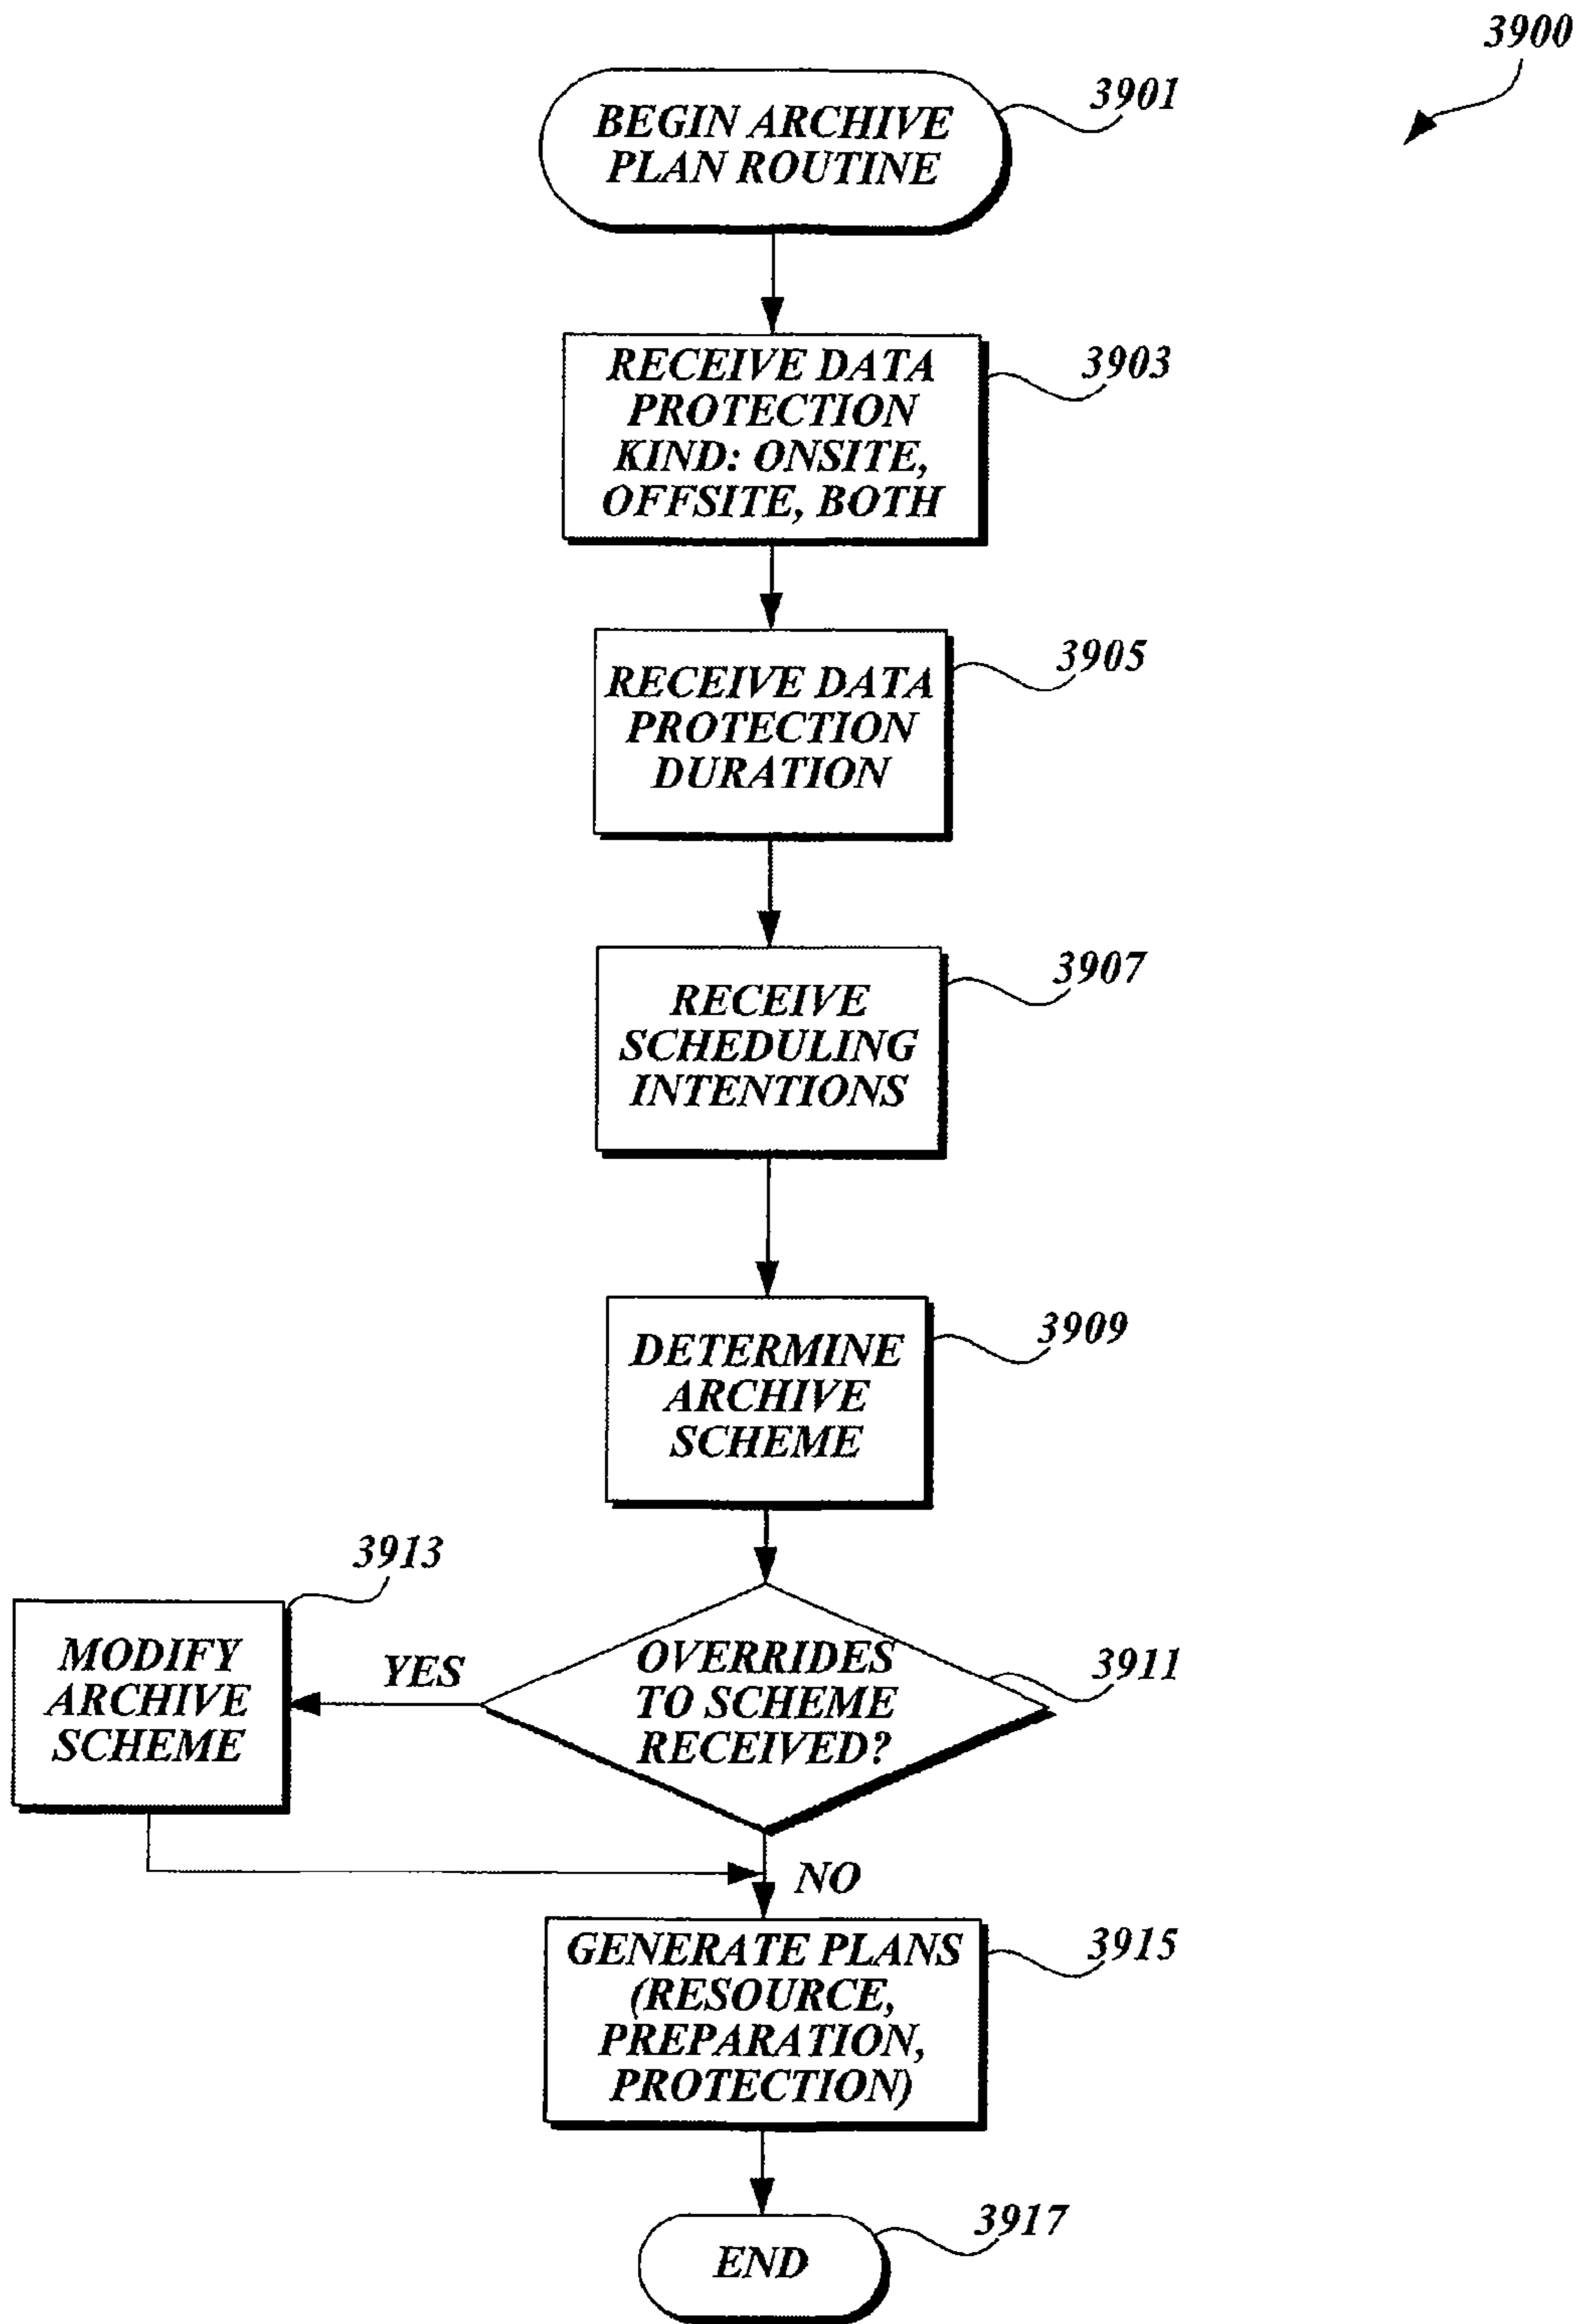 3900
BEGIN ARCHIVE
PLAN ROUTINE
3901
RECEIVE DATA
PROTECTION
KIND: ONSITE,
OFFSITE, BOTH
3903
RECEIVE DATA
PROTECTION
DURATION
3905
RECEIVE
SCHEDULING
INTENTIONS
3907
DETERMINE
ARCHIVE
SCHEME
3909
OVERRIDES
TO SCHEME
RECEIVED?
3911
YES
3913
MODIFY
ARCHIVE
SCHEME
NO
GENERATE PLANS
(RESOURCE,
PREPARATION,
PROTECTION)
3915
END
3917